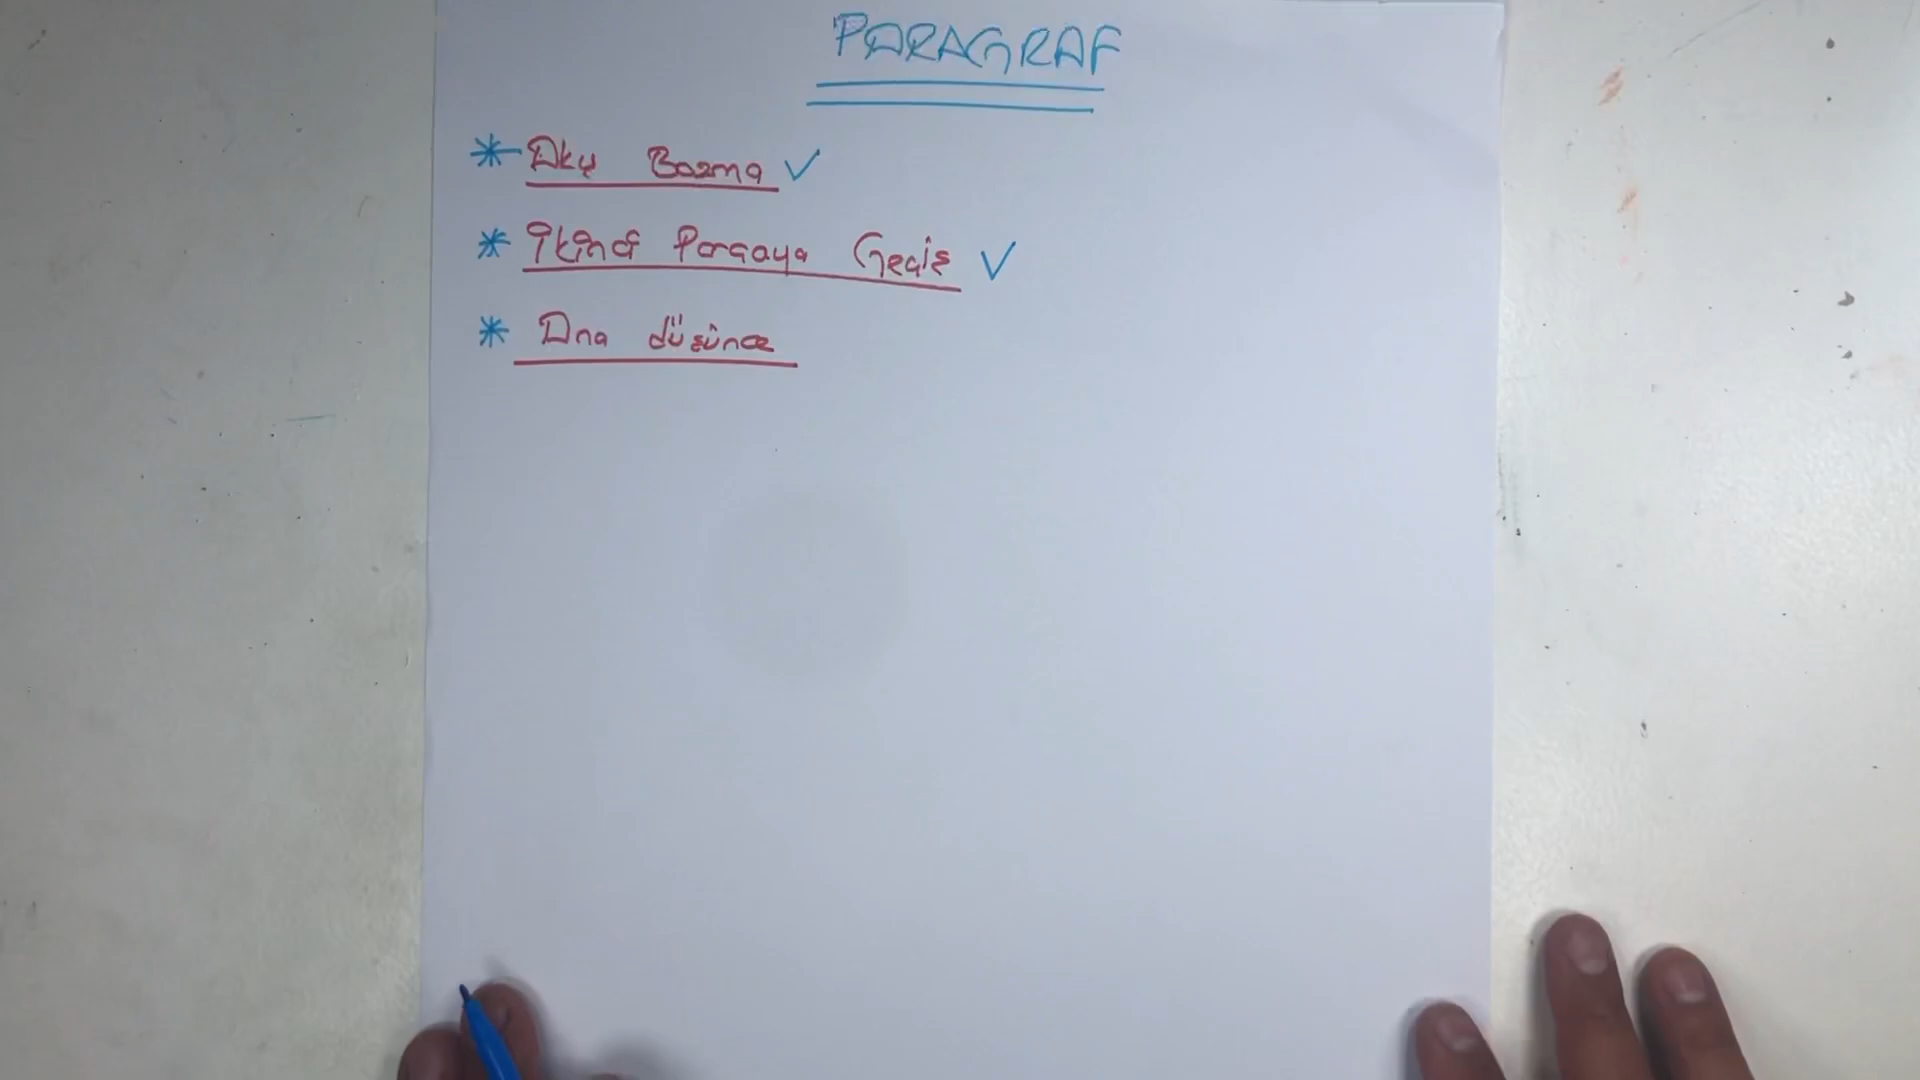 PARAGRAF
* Akış Bozma ✓
* İkinci Parçaya Geçiş ✓
* Ana düşünce